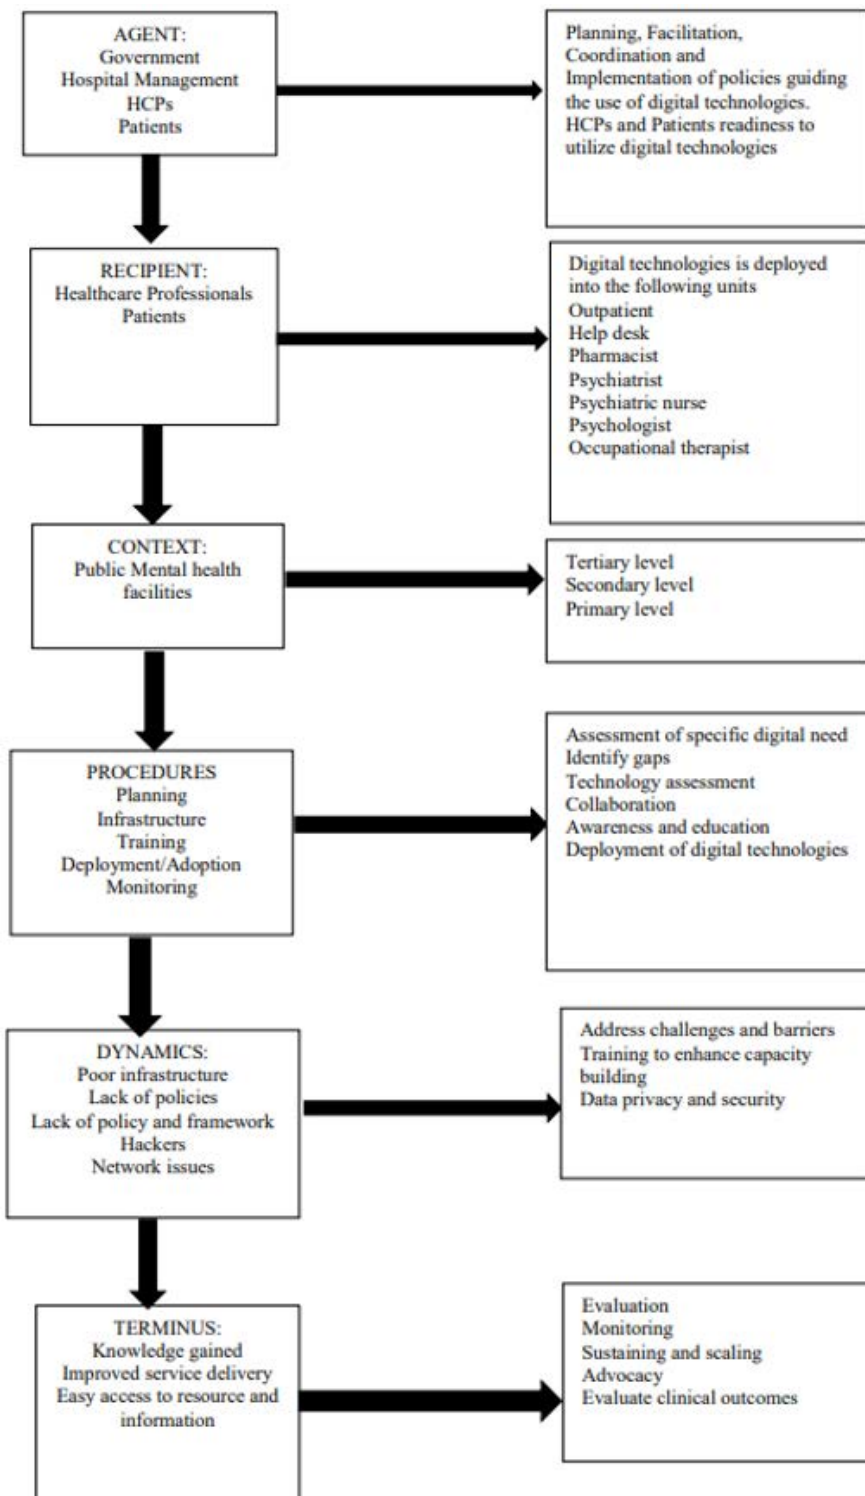 AGENT:
Government
Hospital Management
HCPs
Patients
Planning, Facilitation,
Coordination and
Implementation of policies guiding
the use of digital technologies.
HCPs and Patients readiness to
utilize digital technologies
RECIPIENT:
Healthcare Professionals
Patients
Digital technologies is deployed
into the following units
Outpatient
Help desk
Pharmacist
Psychiatrist
Psychiatric nurse
Psychologist
Occupational therapist
CONTEXT:
Public Mental health
facilities
Tertiary level
Secondary level
Primary level
PROCEDURES
Planning
Infrastructure
Training
Deployment/Adoption
Monitoring
Assessment of specific digital need
Identify gaps
Technology assessment
Collaboration
Awareness and education
Deployment of digital technologies
DYNAMICS:
Poor infrastructure
Lack of policies
Lack of policy and framework
Hackers
Network issues
Address challenges and barriers
Training to enhance capacity
building
Data privacy and security
TERMINUS:
Knowledge gained
Improved service delivery
Easy access to resource and
information
Evaluation
Monitoring
Sustaining and scaling
Advocacy
Evaluate clinical outcomes